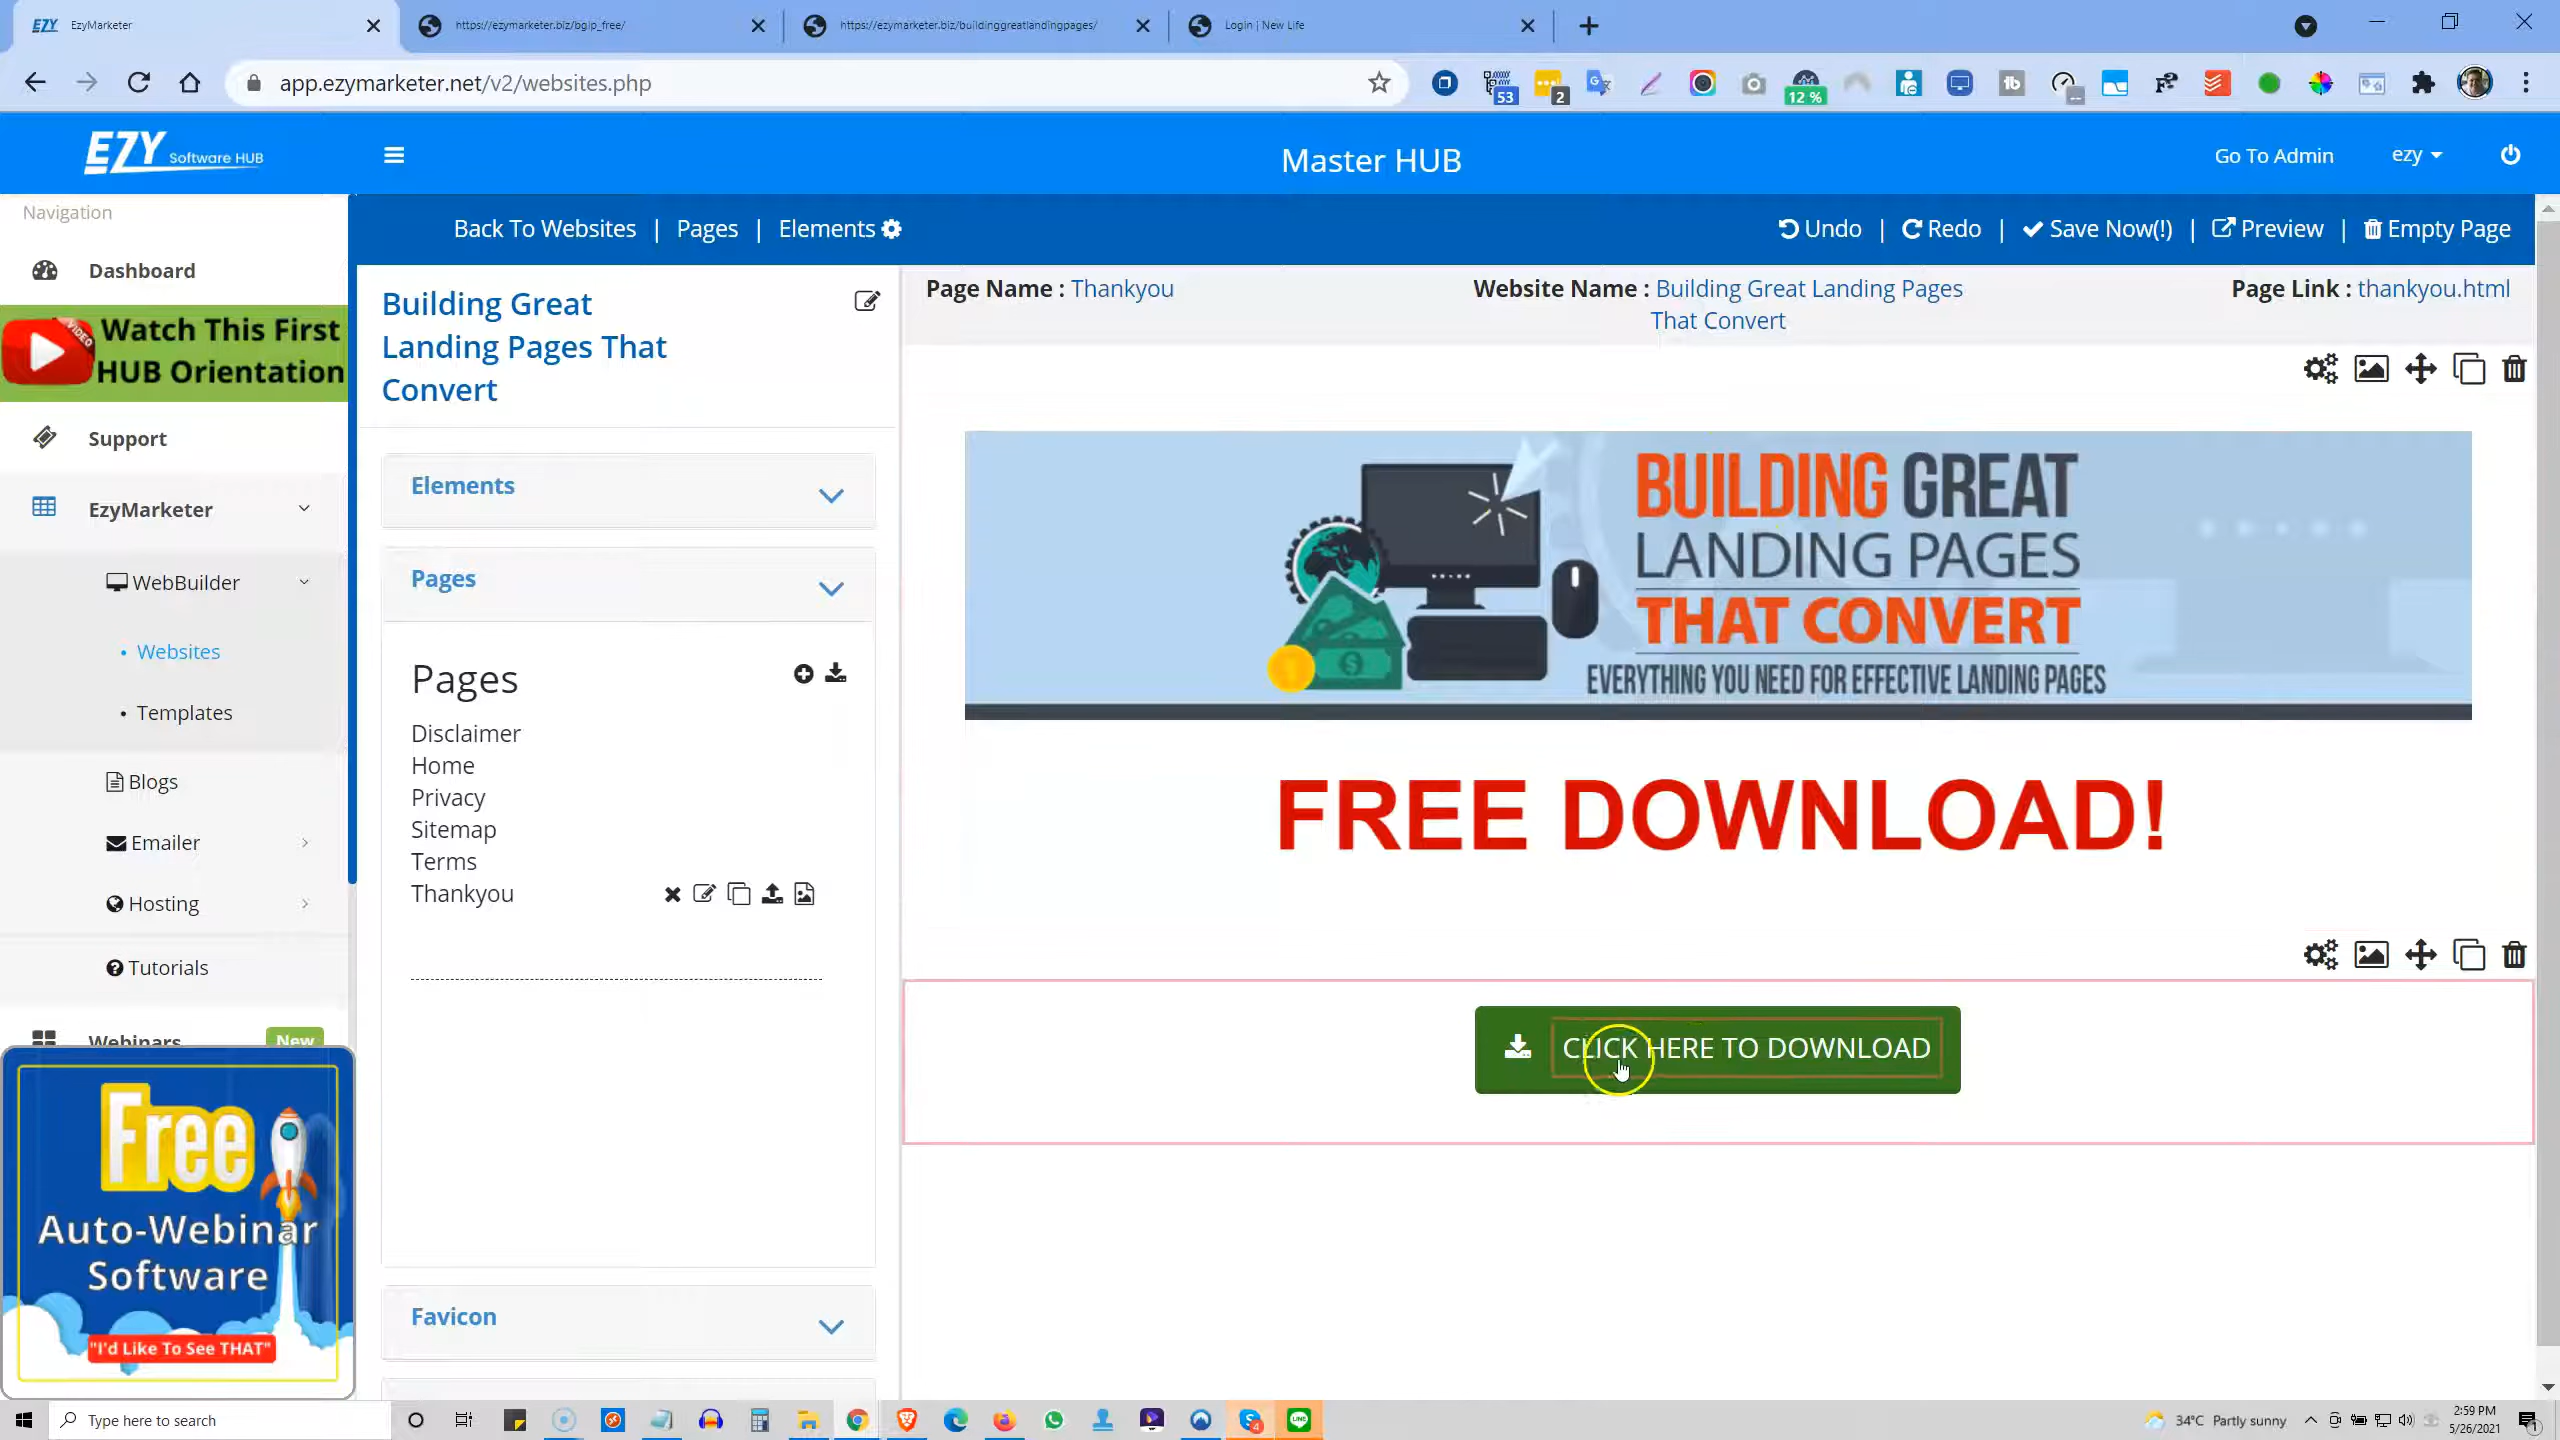 EZY EzyMarketer
https://ezymarketer.biz/bglp_free/
https://ezymarketer.biz/buildinggreatlandingpages/
Login | New Life
app.ezymarketer.net/v2/websites.php
53
2
12 %
EZY Software HUB
Master HUB
Go To Admin
ezy
Navigation
Back To Websites | Pages | Elements
Undo | Redo | Save Now(!) | Preview | Empty Page
Dashboard
VIDEO
Watch This First
HUB Orientation
Support
EzyMarketer
WebBuilder
• Websites
• Templates
Blogs
Emailer
Hosting
Tutorials
Webinars
New
Free
Auto-Webinar
Software
"I'd Like To See THAT"
Building Great
Landing Pages That
Convert
Elements
Pages
Pages
Disclaimer
Home
Privacy
Sitemap
Terms
Thankyou
Favicon
Page Name : Thankyou
Website Name : Building Great Landing Pages
That Convert
Page Link : thankyou.html
BUILDING GREAT
LANDING PAGES
THAT CONVERT
EVERYTHING YOU NEED FOR EFFECTIVE LANDING PAGES
FREE DOWNLOAD!
CLICK HERE TO DOWNLOAD
Type here to search
34°C Partly sunny
2:59 PM
5/26/2021